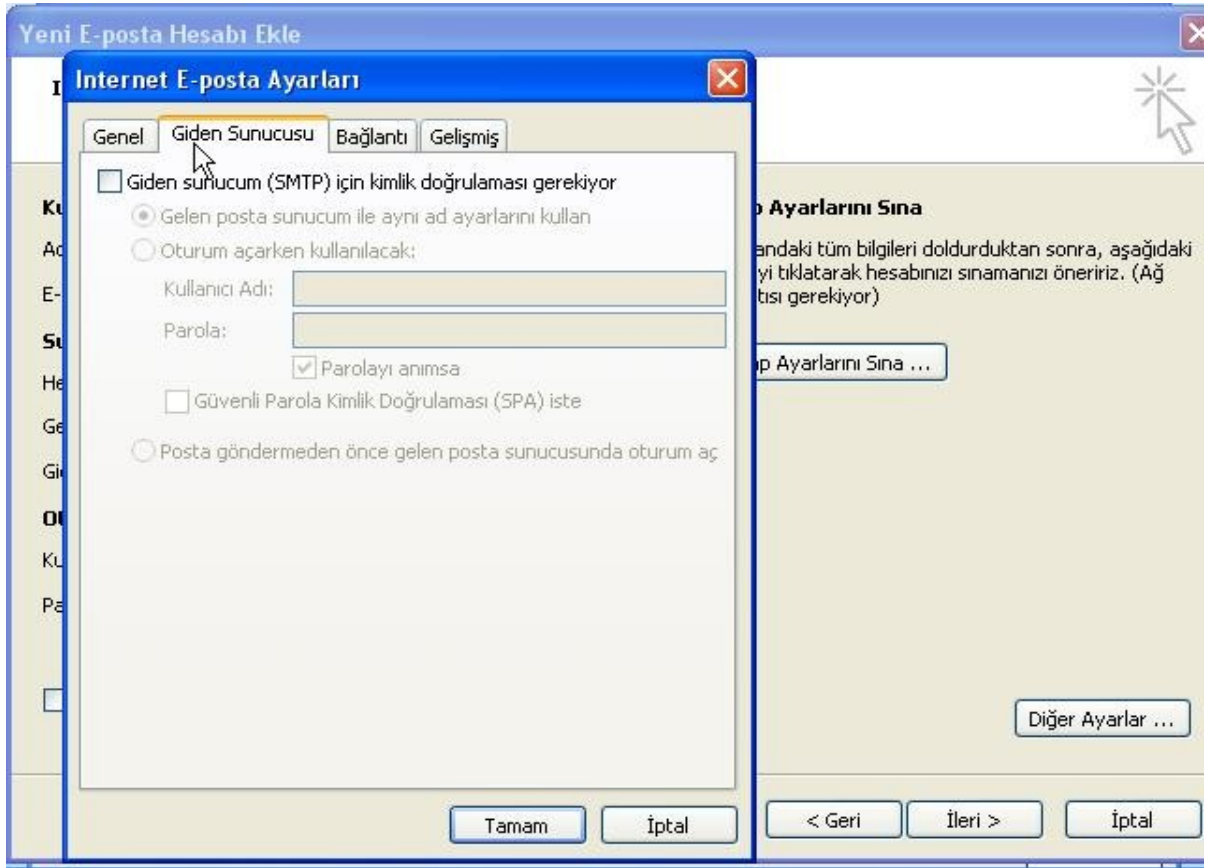 Yeni E-posta Hesabı Ekle
Internet E-posta Ayarları
Genel Giden Sunucusu Bağlantı Gelişmiş
Giden sunucum (SMTP) için kimlik doğrulaması gerekiyor
Gelen posta sunucum ile aynı ad ayarlarını kullan
Oturum açarken kullanılacak:
Kullanıcı Adı:
Parola:
Parolayı anımsa
Güvenli Parola Kimlik Doğrulaması (SPA) iste
Posta göndermeden önce gelen posta sunucusunda oturum aç
Tamam İptal
Ayarlarını Sına
tüm bilgileri doldurduktan sonra, aşağıdaki
tıklatarak hesabınızı sınamanızı öneririz. (Ağ
gerekiyor)
Ayarlarını Sına ...
Diğer Ayarlar ...
< Geri İleri > İptal